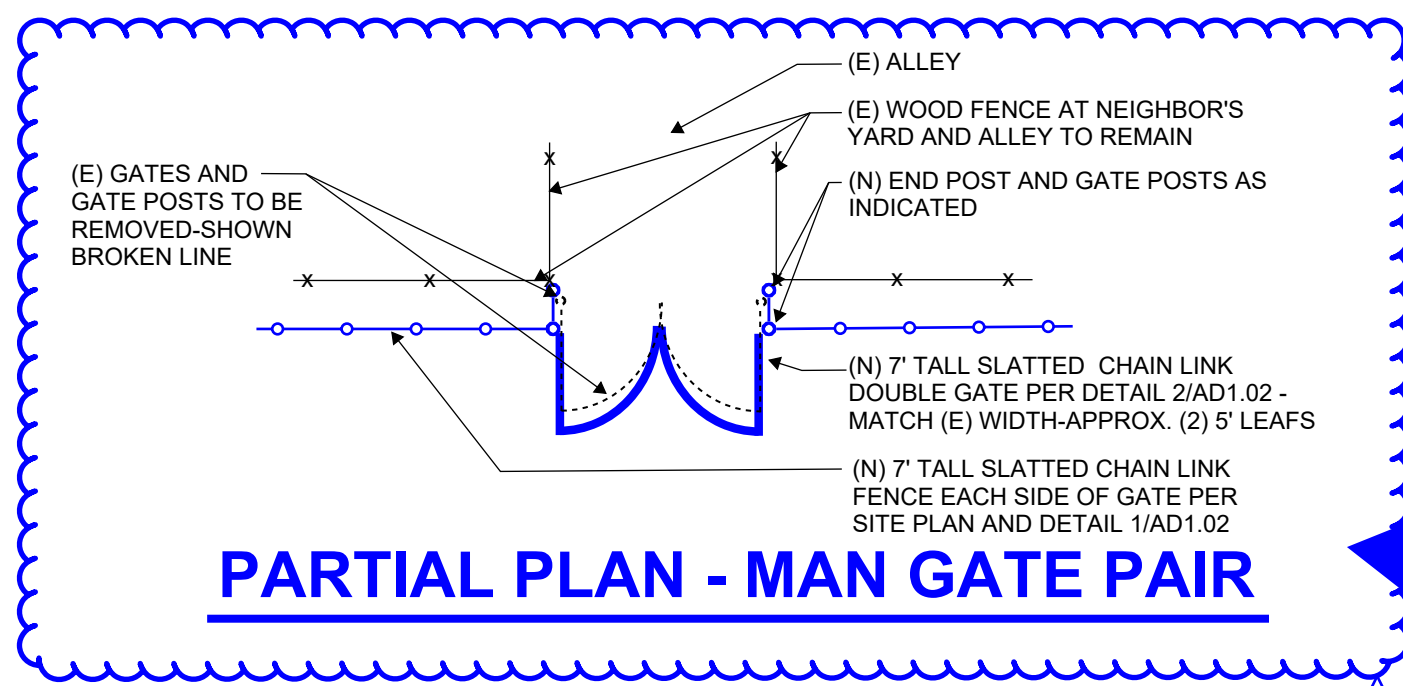 (E) ALLEY
(E) WOOD FENCE AT NEIGHBOR'S
YARD AND ALLEY TO REMAIN
(E) GATES AND
GATE POSTS TO BE
REMOVED-SHOWN
BROKEN LINE
(N) END POST AND GATE POSTS AS
INDICATED
(N) 7' TALL SLATTED CHAIN LINK
DOUBLE GATE PER DETAIL 2/AD1.02 -
MATCH (E) WIDTH-APPROX. (2) 5' LEAFS
(N) 7' TALL SLATTED CHAIN LINK
FENCE EACH SIDE OF GATE PER
SITE PLAN AND DETAIL 1/AD1.02
PARTIAL PLAN - MAN GATE PAIR